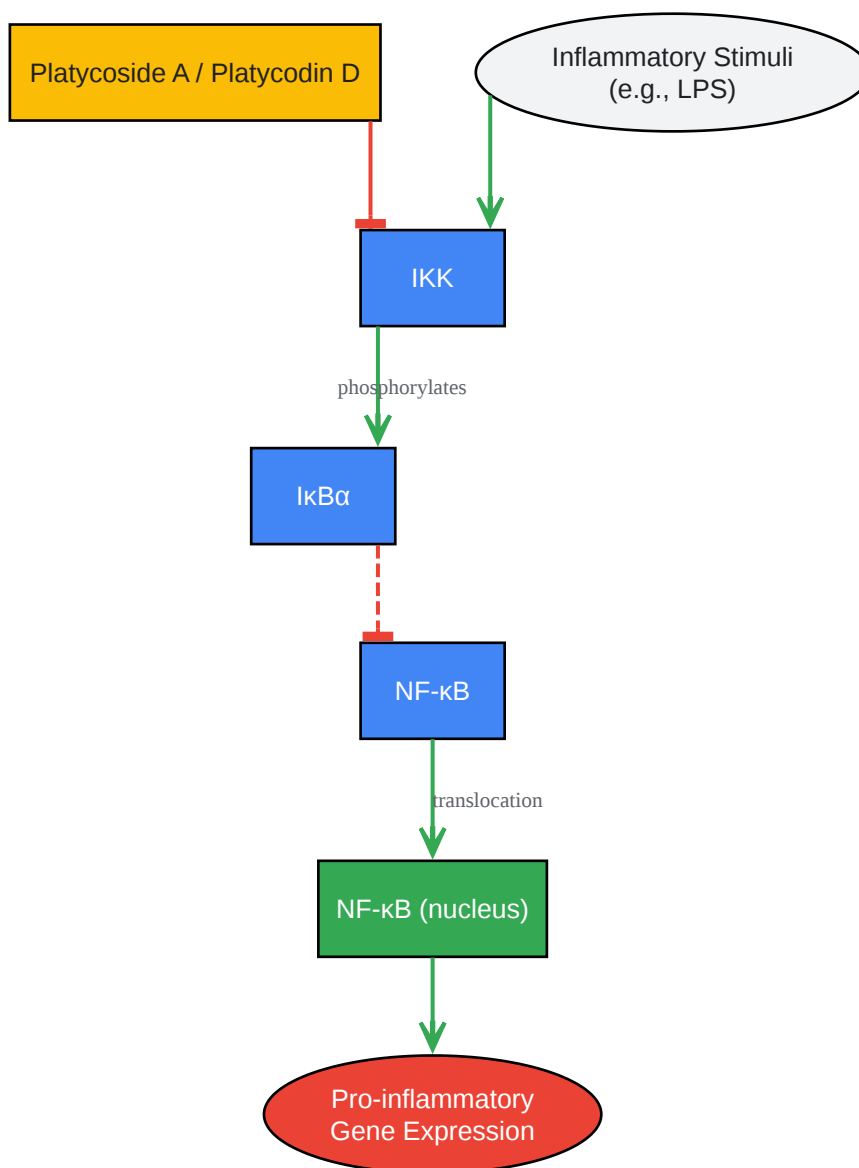 Platycoside A / Platycodin D
Inflammatory Stimuli
(e.g., LPS)
IKK
phosphorylates
IκBα
NF-κB
translocation
NF-κB (nucleus)
Pro-inflammatory
Gene Expression